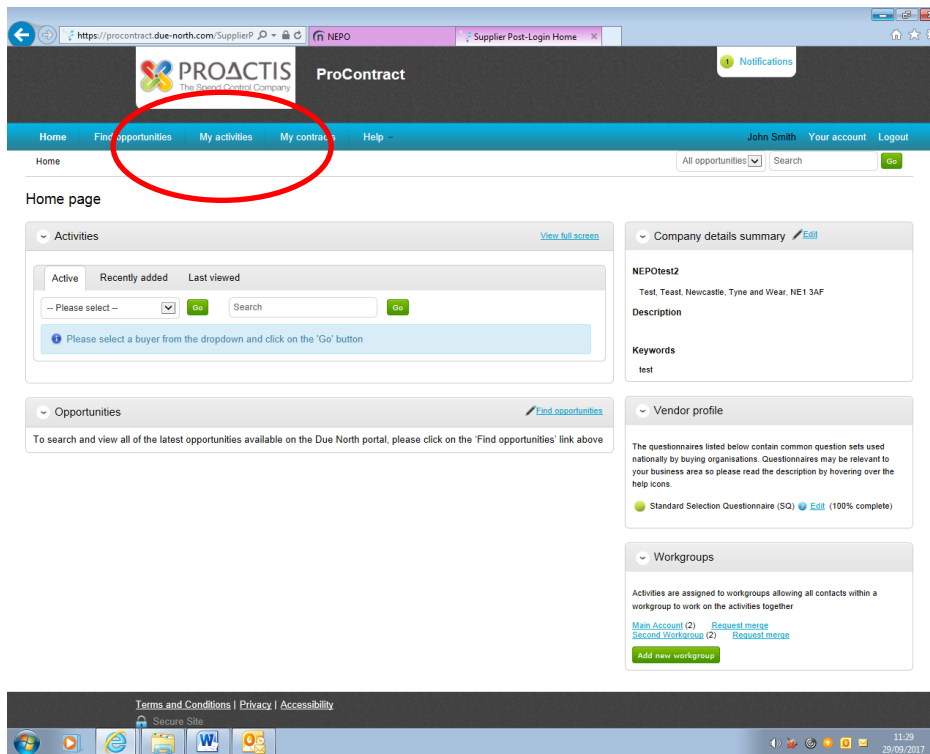 https://procontract.due-north.com/SupplierP
NEPO
Supplier Post-Login Home
PROACTIS
The Spend Control Company
ProContract
1 Notifications
Home Find opportunities My activities My contracts Help
John Smith Your account Logout
Home
All opportunities Search Go
Home page
Activities View full screen
Active Recently added Last viewed
-- Please select -- Go Search Go
Please select a buyer from the dropdown and click on the 'Go' button
Opportunities Find opportunities
To search and view all of the latest opportunities available on the Due North portal, please click on the 'Find opportunities' link above
Company details summary Edit
NEPOtest2
Test, Teast, Newcastle, Tyne and Wear, NE1 3AF
Description
Keywords
test
Vendor profile
The questionnaires listed below contain common question sets used
nationally by buying organisations. Questionnaires may be relevant to
your business area so please read the description by hovering over the
help icons.
Standard Selection Questionnaire (SQ) Edit (100% complete)
Workgroups
Activities are assigned to workgroups allowing all contacts within a
workgroup to work on the activities together
Main Account (2) Request merge
Second Workgroup (2) Request merge
Add new workgroup
Terms and Conditions | Privacy | Accessibility
Secure Site
11:29
29/09/2017